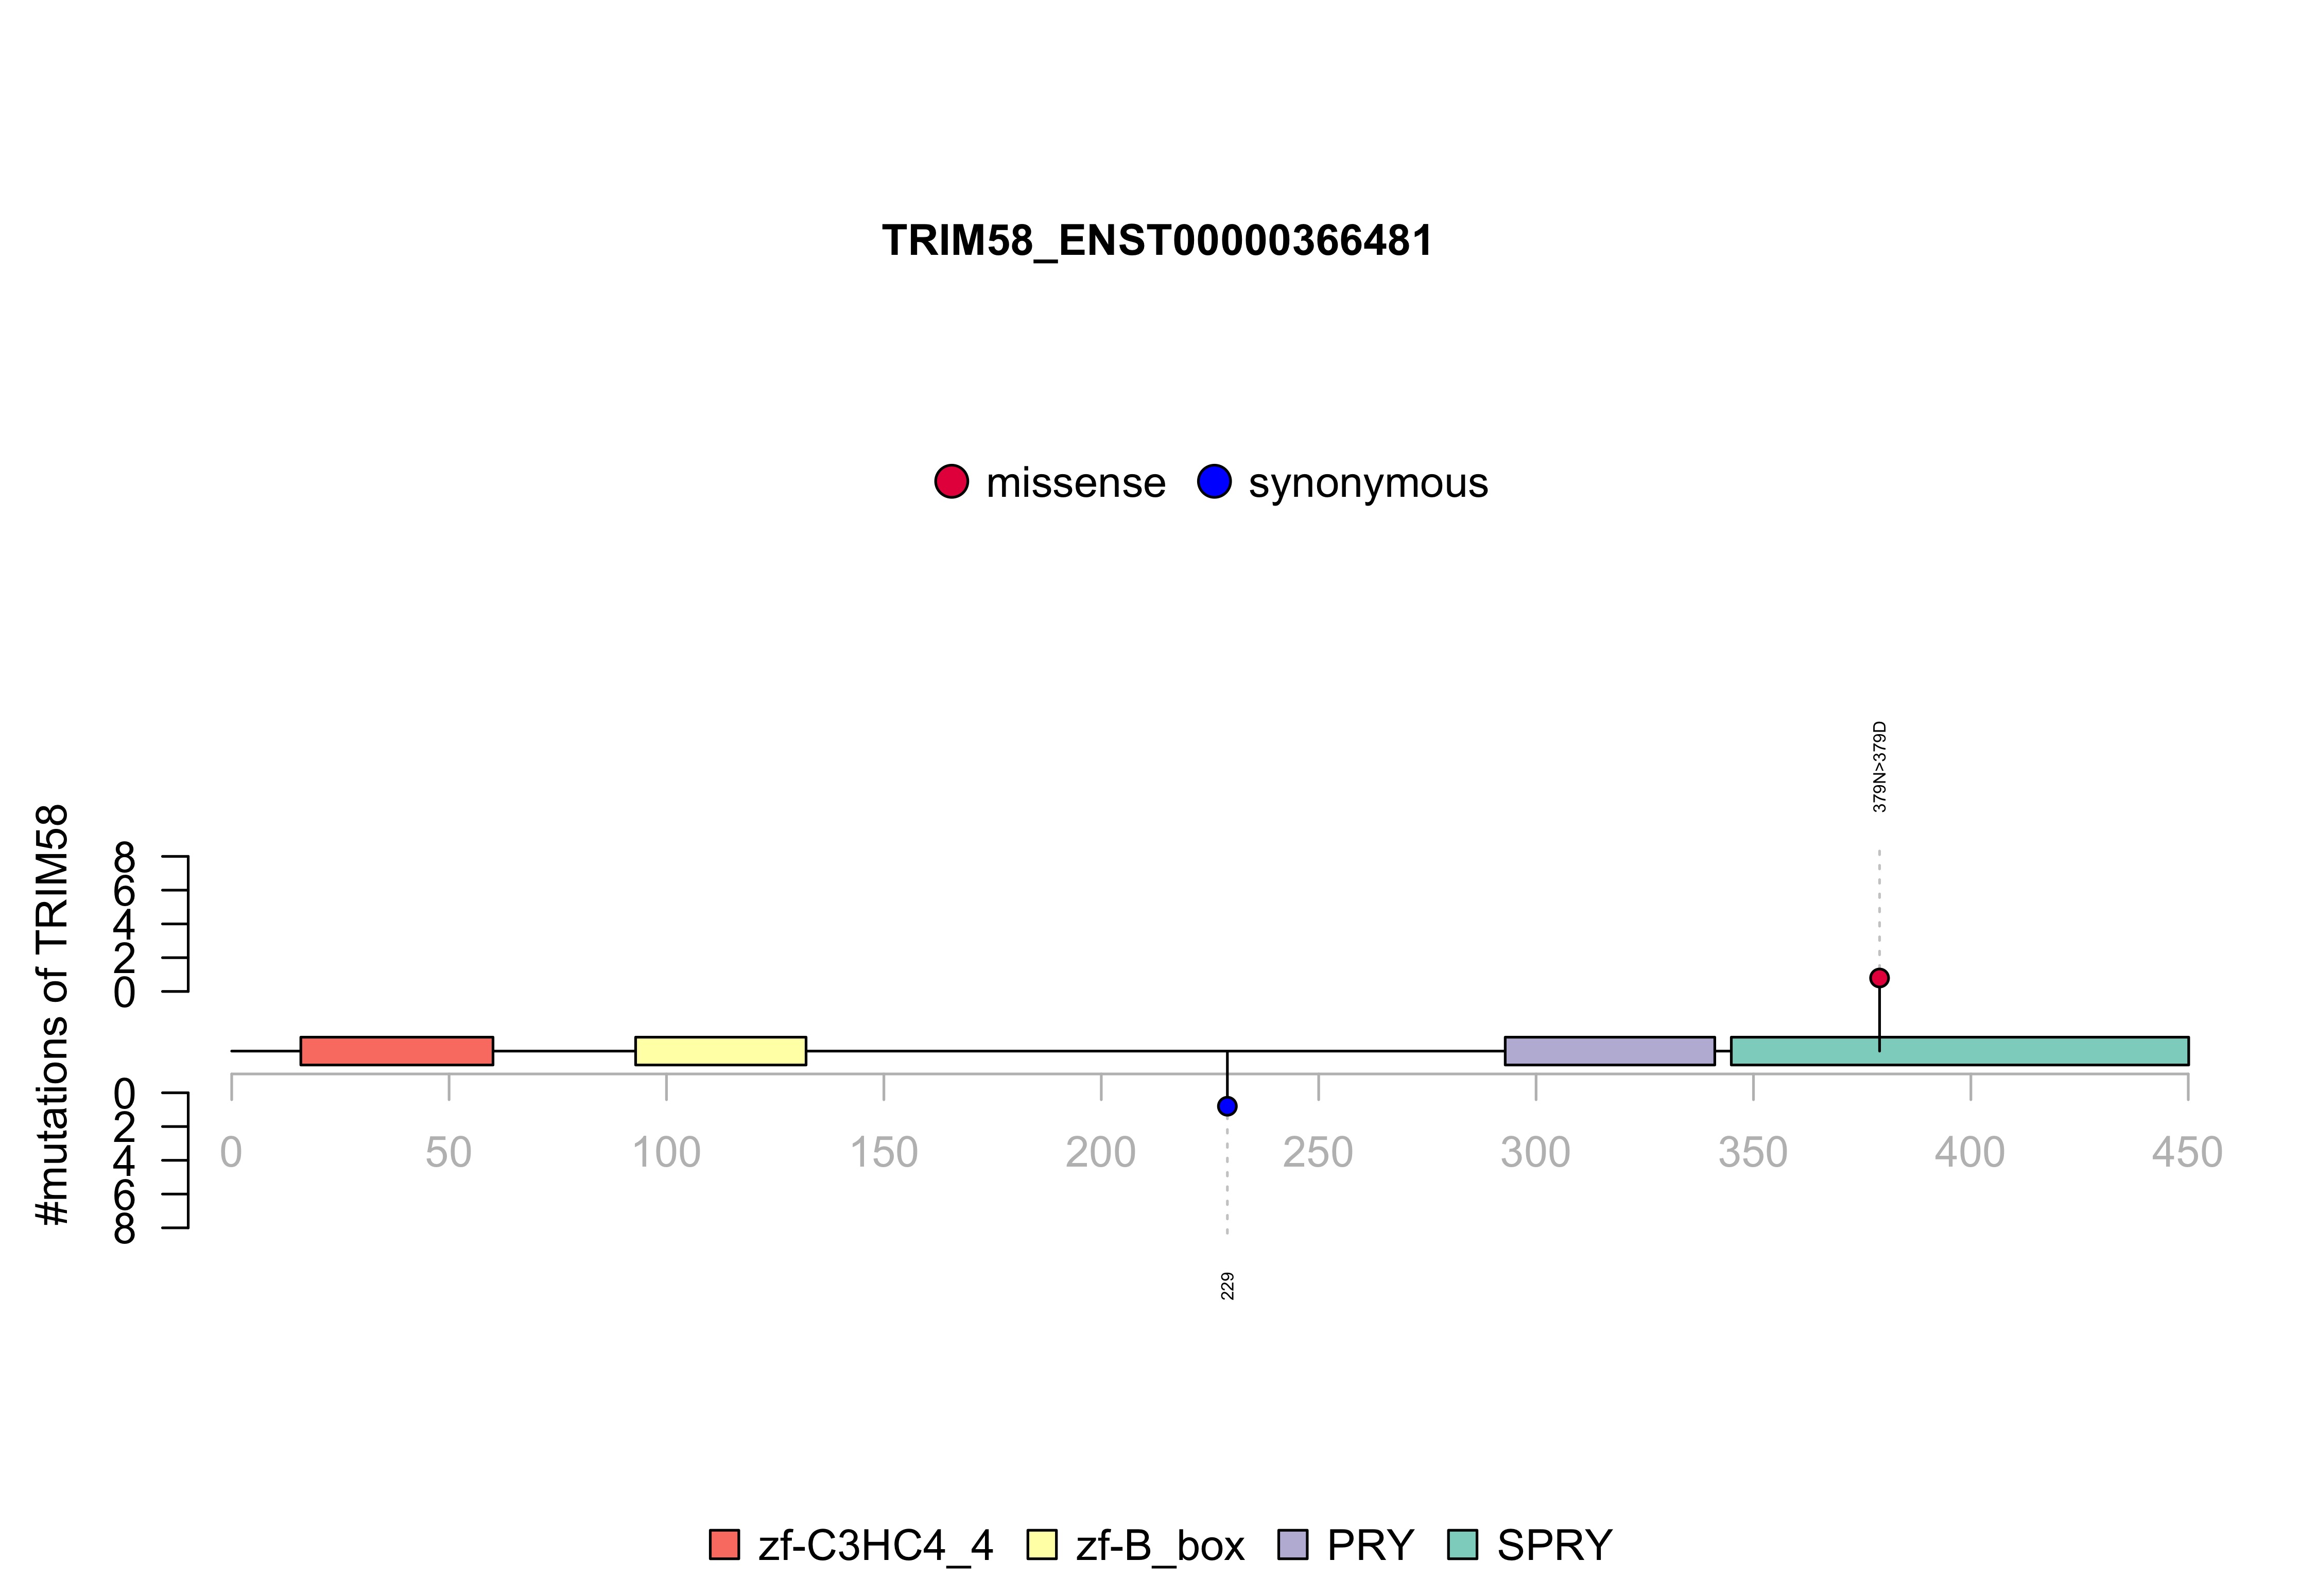 TRIM58_ENST00000366481
missense synonymous
379N>379D
#mutations of TRIM58
8
6
4
2
0
0
2
4
6
8
0 50 100 150 200 250 300 350 400 450
229
zf-C3HC4_4 zf-B_box PRY SPRY